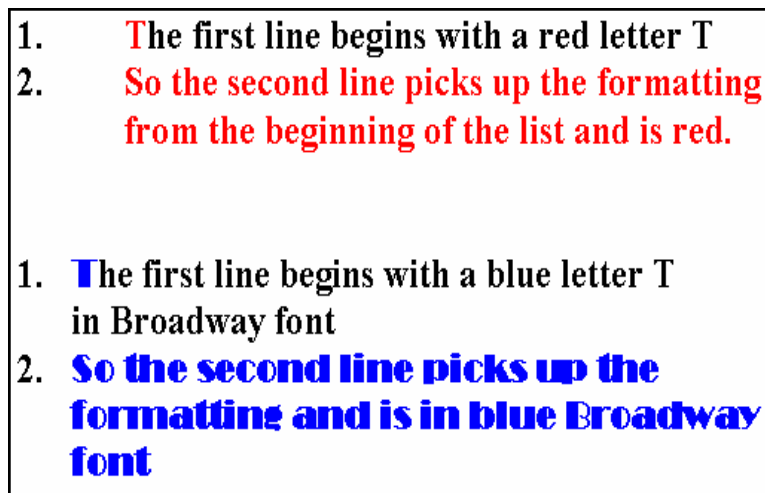 1. The first line begins with a red letter T
2. So the second line picks up the formatting
from the beginning of the list and is red.
1. The first line begins with a blue letter T
in Broadway font
2. So the second line picks up the
formatting and is in blue Broadway
font